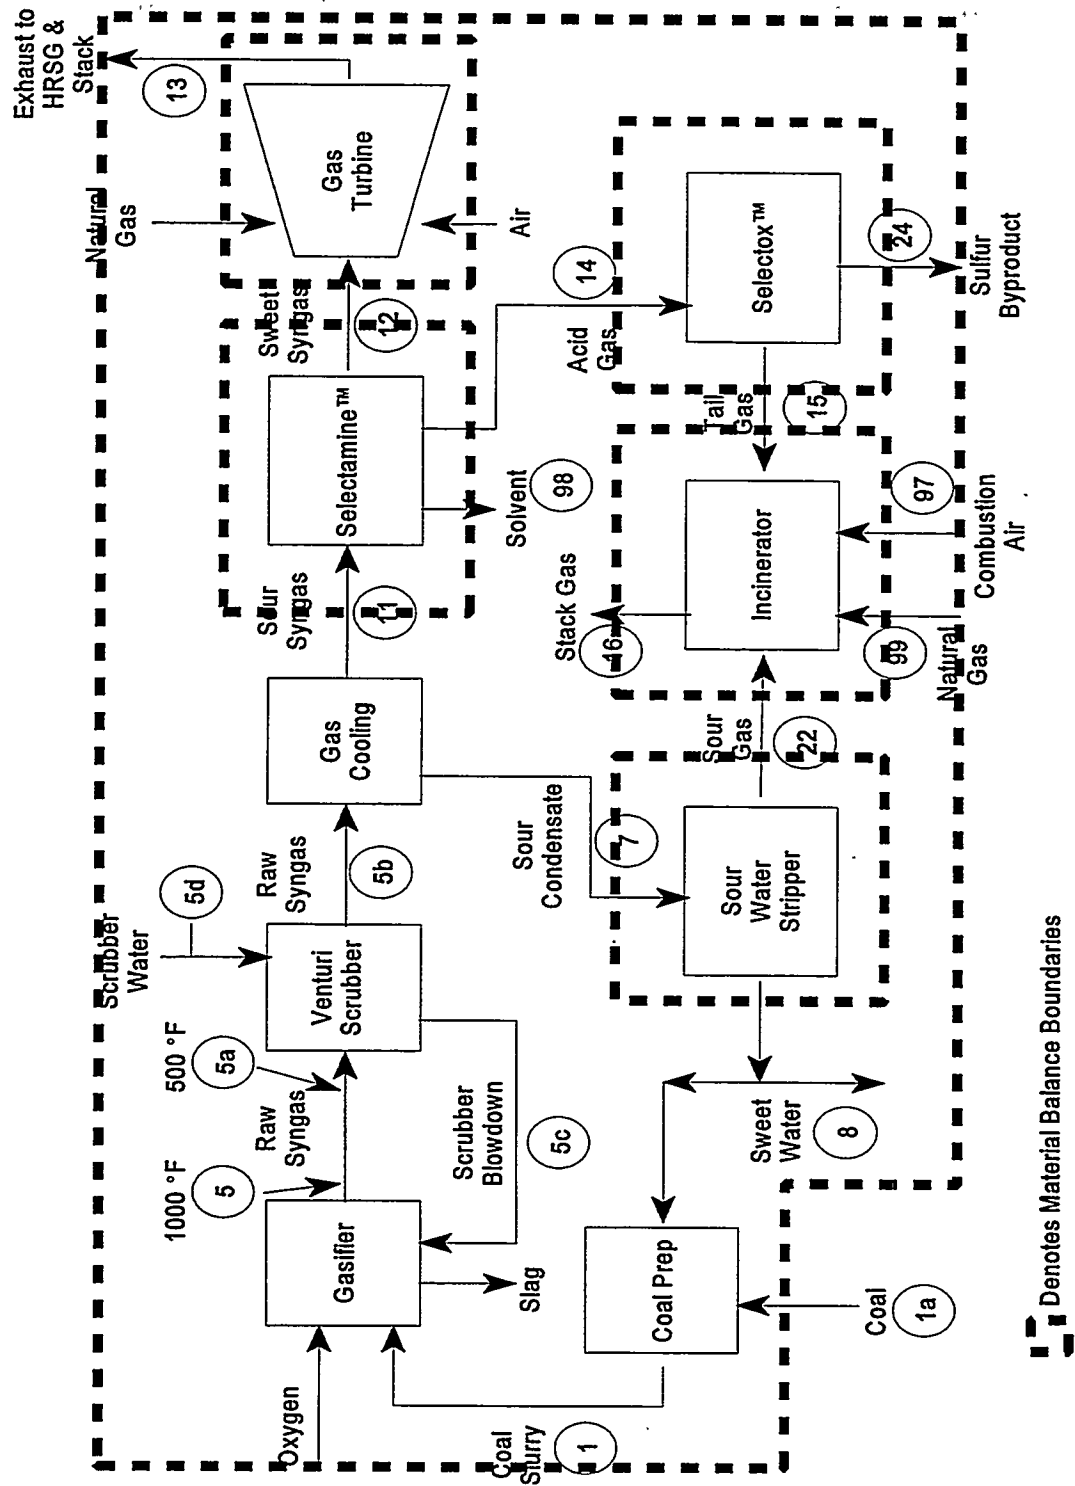 Oxygen
Coal
Slurry
1
Gasifier
Slag
Coal Prep
Coal
1a
1000 °F
5
Raw
Syngas
500 °F
5a
Scrubber
Blowdown
5c
Sweet
Water
8
Scrubber
Water
5d
Venturi
Scrubber
Raw
Syngas
5b
Sour
Condensate
7
Sour
Water
Stripper
Gas
Cooling
Sour
Gas
22
Sour
Syngas
11
Stack Gas
16
Incinerator
99
Natural
Gas
97
Combustion
Air
Selectamine™
Solvent
98
Tail
Gas
15
Sweet
Syngas
12
Acid
Gas
14
Selectox™
24
Sulfur
Byproduct
Natural
Gas
Gas
Turbine
Air
13
Exhaust to
HRSG &
Stack
Denotes Material Balance Boundaries